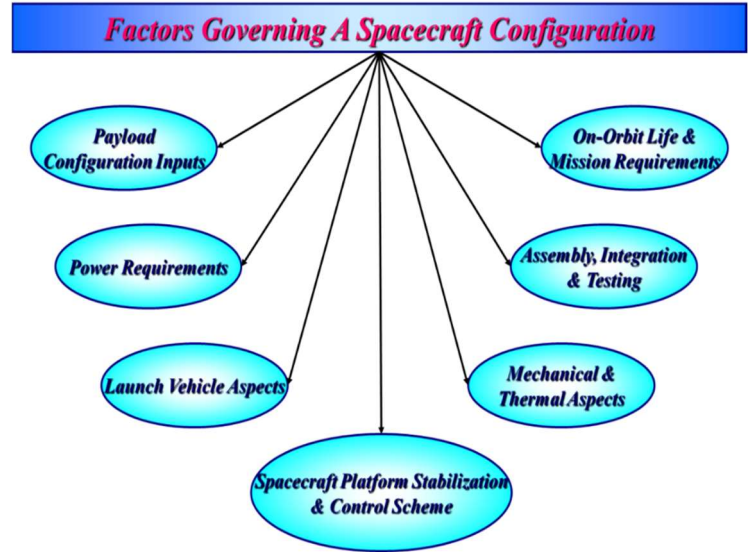 Factors Governing A Spacecraft Configuration
Payload
Configuration Inputs
On-Orbit Life &
Mission Requirements
Power Requirements
Assembly, Integration
& Testing
Launch Vehicle Aspects
Mechanical &
Thermal Aspects
Spacecraft Platform Stabilization
& Control Scheme